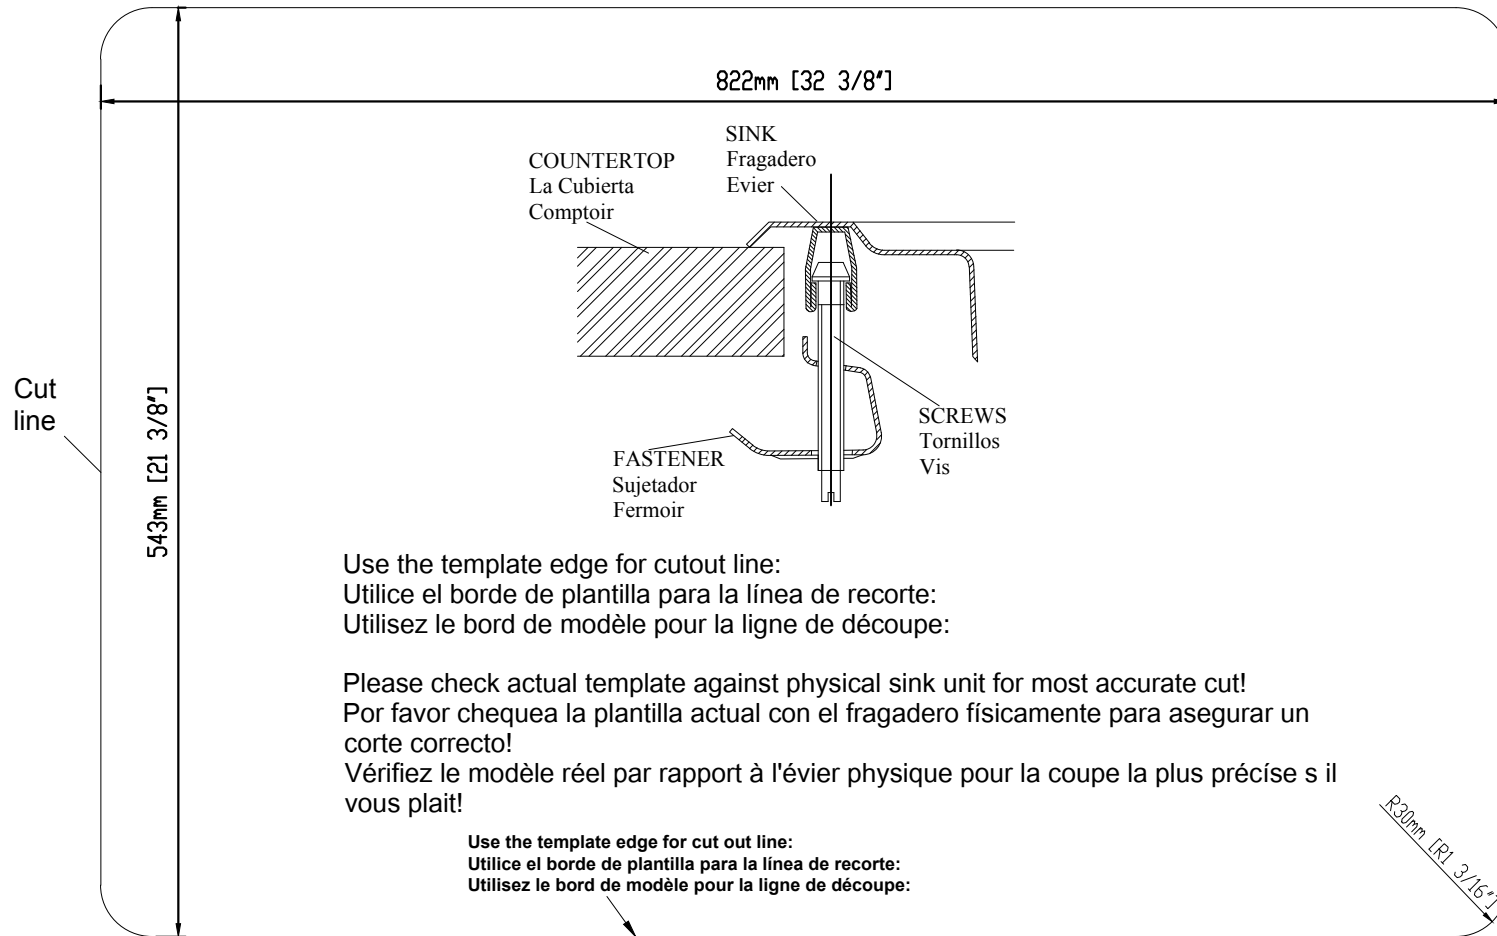 822mm [32 3/8"]
SINK
Fragadero
Evier
COUNTERTOP
La Cubierta
Comptoir
Cut
line
543mm [21 3/8"]
SCREWS
Tornillos
Vis
FASTENER
Sujetador
Fermoir
Use the template edge for cutout line:
Utilice el borde de plantilla para la línea de recorte:
Utilisez le bord de modèle pour la ligne de découpe:
Please check actual template against physical sink unit for most accurate cut!
Por favor chequea la plantilla actual con el fragadero físicamente para asegurar un
corte correcto!
Vérifiez le modèle réel par rapport à l'évier physique pour la coupe la plus précíse s il
vous plait!
R30mm [R1 3/16"]
Use the template edge for cut out line:
Utilice el borde de plantilla para la línea de recorte:
Utilisez le bord de modèle pour la ligne de découpe: